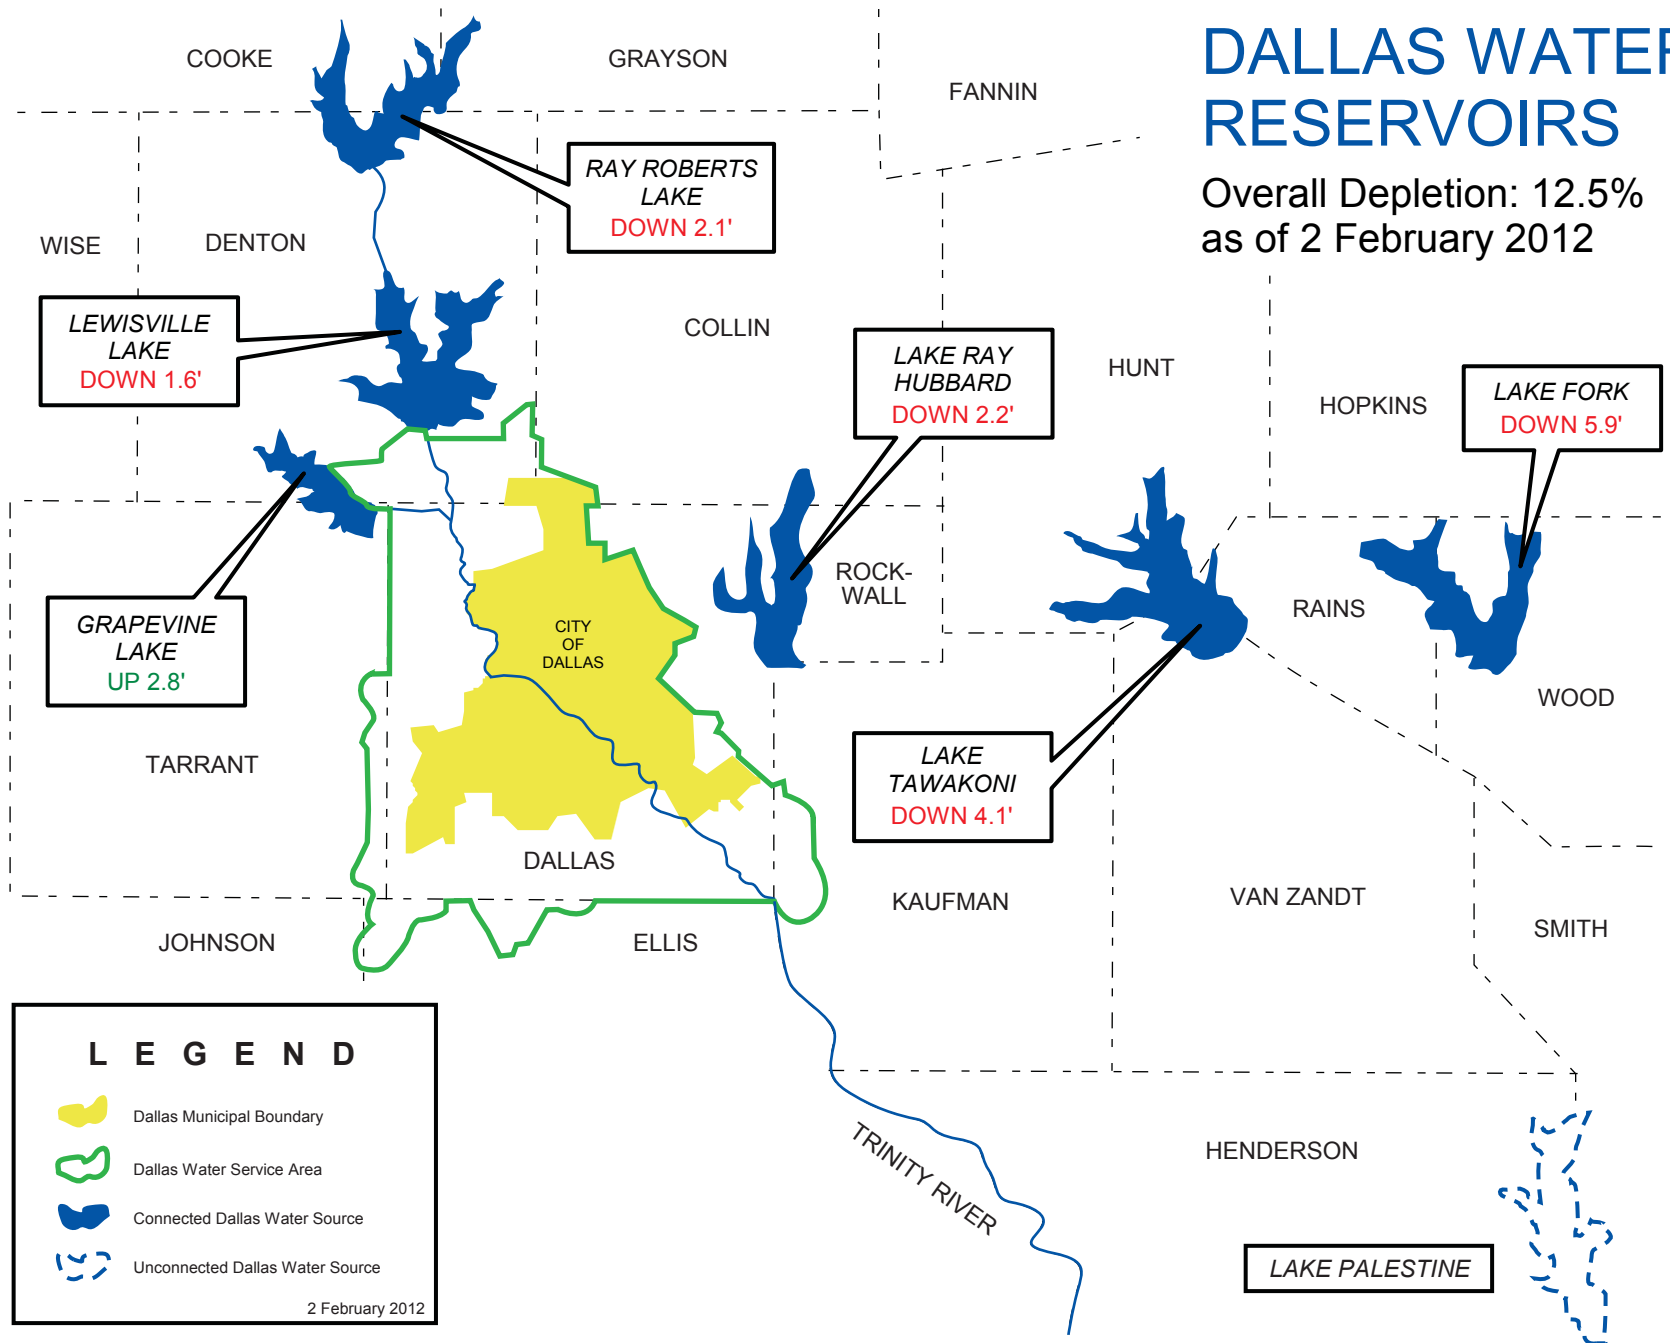 DALLAS WATER
RESERVOIRS
Overall Depletion: 12.5%
as of 2 February 2012
COOKE
GRAYSON
FANNIN
RAY ROBERTS
LAKE
DOWN 2.1'
WISE
DENTON
LEWISVILLE
LAKE
DOWN 1.6'
COLLIN
LAKE RAY
HUBBARD
DOWN 2.2'
HUNT
HOPKINS
LAKE FORK
DOWN 5.9'
GRAPEVINE
LAKE
UP 2.8'
CITY
OF
DALLAS
ROCK-
WALL
RAINS
WOOD
TARRANT
LAKE
TAWAKONI
DOWN 4.1'
DALLAS
KAUFMAN
VAN ZANDT
SMITH
JOHNSON
ELLIS
TRINITY RIVER
HENDERSON
LAKE PALESTINE
LEGEND
Dallas Municipal Boundary
Dallas Water Service Area
Connected Dallas Water Source
Unconnected Dallas Water Source
2 February 2012